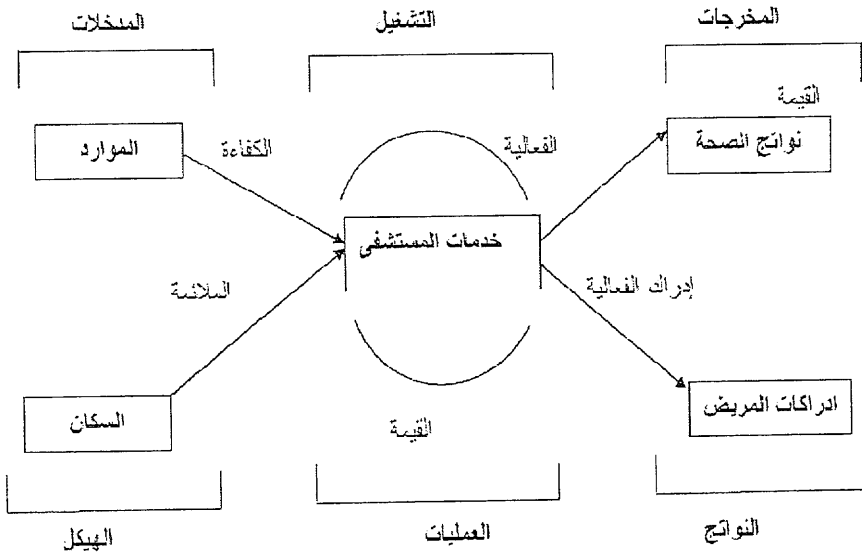 المخرجات
التشغيل
المدخلات
القيمة
نواتج الصحة
الفعالية
الكفاءة
الموارد
خدمات المستشفى
إدراك الفعالية
الملائمة
ادراكات المريض
القيمة
السكان
النواتج
العمليات
الهيكل